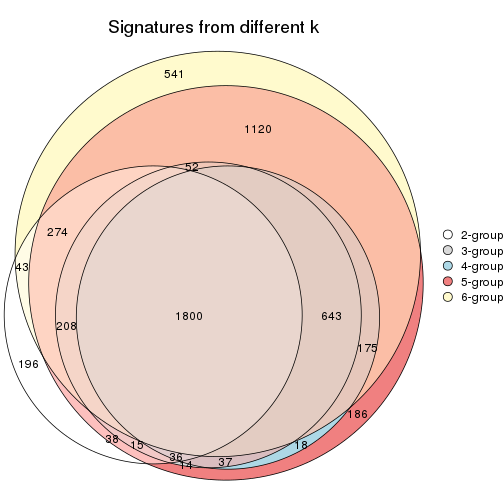 Signatures from different k
541
1120
52
274
43
208
1800
643
175
196
186
38
15
36
14
37
18
2-group
3-group
4-group
5-group
6-group